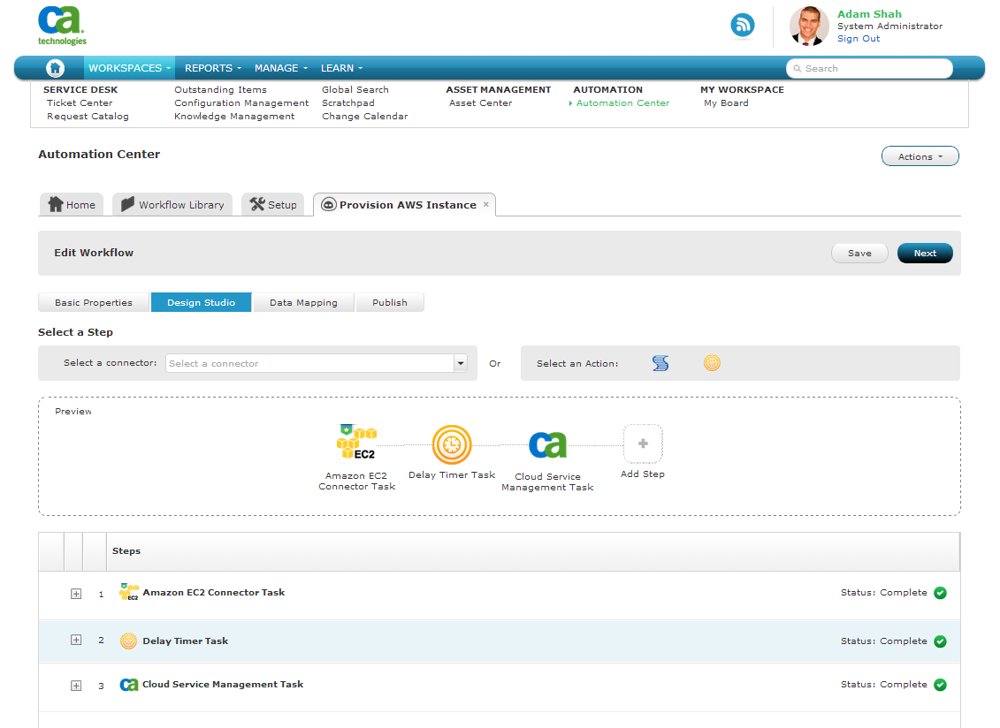 ca
technologies
Adam Shah
System Administrator
Sign Out
WORKSPACES REPORTS MANAGE LEARN Search
SERVICE DESK
Ticket Center
Request Catalog
Outstanding Items
Configuration Management
Knowledge Management
Global Search
Scratchpad
Change Calendar
ASSET MANAGEMENT
Asset Center
AUTOMATION
Automation Center
MY WORKSPACE
My Board
Automation Center
Actions
Home Workflow Library Setup Provision AWS Instance ×
Edit Workflow
Save Next
Basic Properties Design Studio Data Mapping Publish
Select a Step
Select a connector: Select a connector Or Select an Action:
Preview
EC2
Amazon EC2
Connector Task
Delay Timer Task
ca
Cloud Service
Management Task
+
Add Step
Steps
1 EC2 Amazon EC2 Connector Task Status: Complete
2 Delay Timer Task Status: Complete
3 ca Cloud Service Management Task Status: Complete